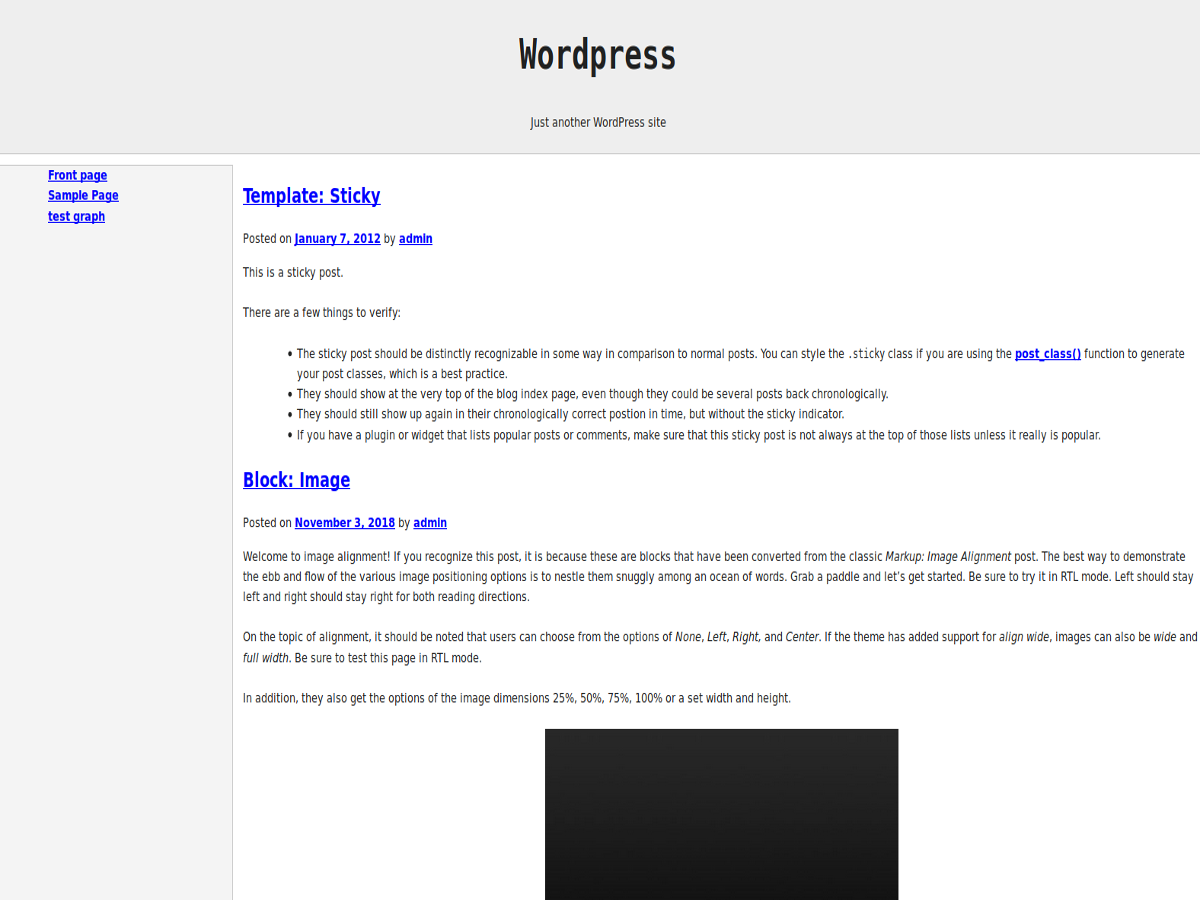 Wordpress
Just another WordPress site
Front page
Sample Page
test graph
Template: Sticky
Posted on January 7, 2012 by admin
This is a sticky post.
There are a few things to verify:
• The sticky post should be distinctly recognizable in some way in comparison to normal posts. You can style the .sticky class if you are using the post_class() function to generate
your post classes, which is a best practice.
• They should show at the very top of the blog index page, even though they could be several posts back chronologically.
• They should still show up again in their chronologically correct postion in time, but without the sticky indicator.
• If you have a plugin or widget that lists popular posts or comments, make sure that this sticky post is not always at the top of those lists unless it really is popular.
Block: Image
Posted on November 3, 2018 by admin
Welcome to image alignment! If you recognize this post, it is because these are blocks that have been converted from the classic Markup: Image Alignment post. The best way to demonstrate
the ebb and flow of the various image positioning options is to nestle them snuggly among an ocean of words. Grab a paddle and let's get started. Be sure to try it in RTL mode. Left should stay
left and right should stay right for both reading directions.
On the topic of alignment, it should be noted that users can choose from the options of None, Left, Right, and Center. If the theme has added support for align wide, images can also be wide and
full width. Be sure to test this page in RTL mode.
In addition, they also get the options of the image dimensions 25%, 50%, 75%, 100% or a set width and height.